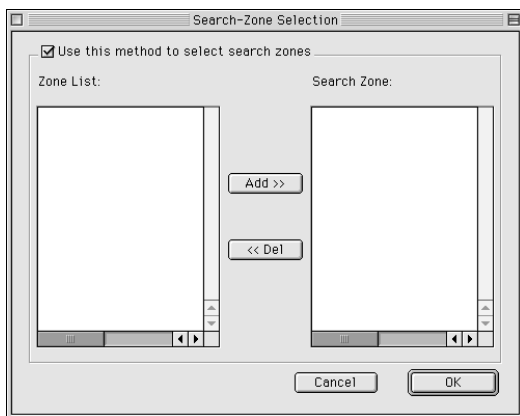 Search-Zone Selection
Use this method to select search zones
Zone List:
Search Zone:
Add >>
<< Del
Cancel
OK